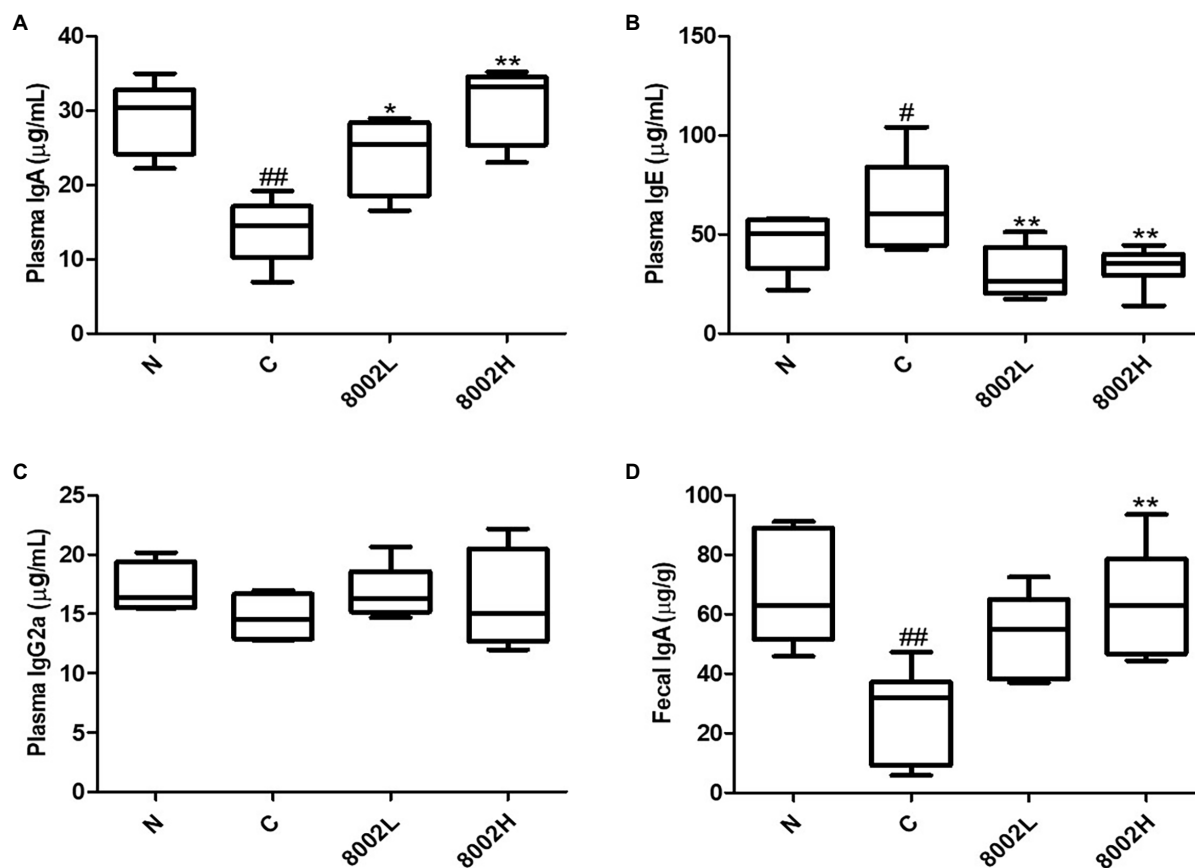 A
Plasma IgA (μg/mL)
40
30
20
10
0
##
*
**
N
C
8002L
8002H
B
Plasma IgE (μg/mL)
150
100
50
0
#
**
**
N
C
8002L
8002H
C
Plasma IgG2a (μg/mL)
25
20
15
10
5
0
N
C
8002L
8002H
D
Fecal IgA (μg/g)
100
80
60
40
20
0
##
**
N
C
8002L
8002H